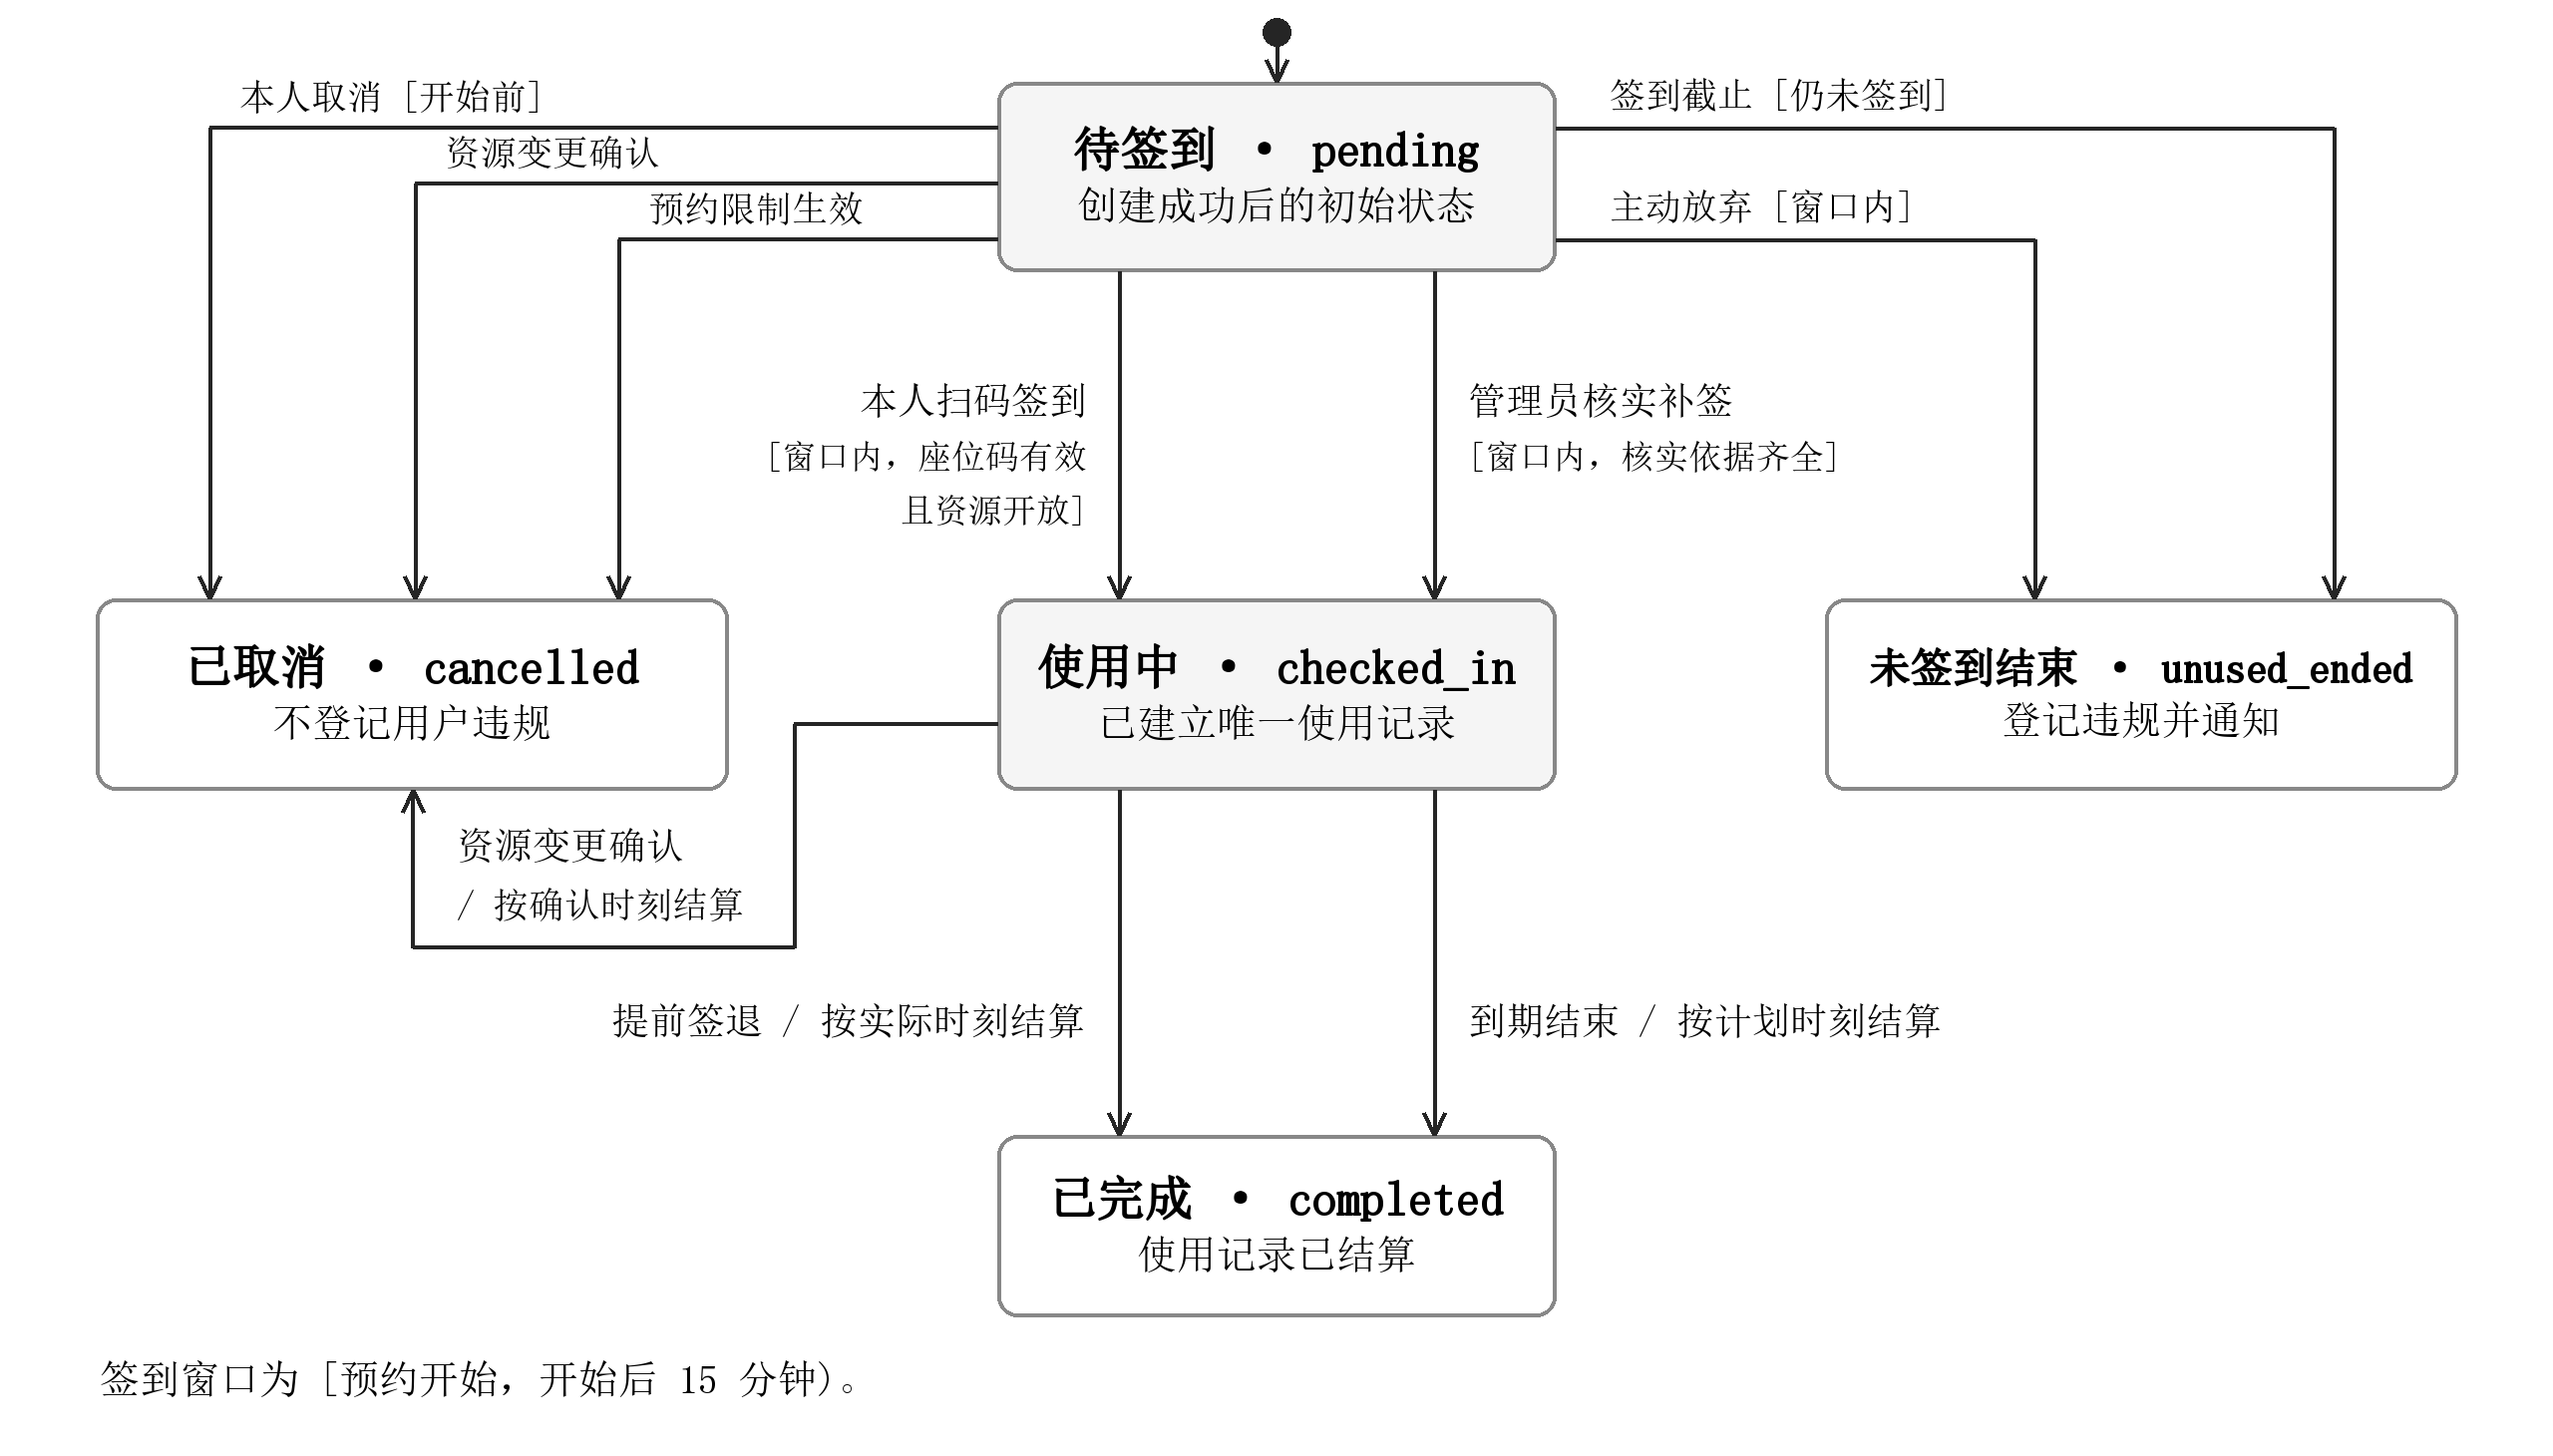 本人取消 [开始前]
资源变更确认
预约限制生效
待签到 • pending
创建成功后的初始状态
签到截止 [仍未签到]
主动放弃 [窗口内]
本人扫码签到
[窗口内，座位码有效
且资源开放]
管理员核实补签
[窗口内，核实依据齐全]
已取消 • cancelled
不登记用户违规
使用中 • checked_in
已建立唯一使用记录
未签到结束 • unused_ended
登记违规并通知
资源变更确认
/ 按确认时刻结算
提前签退 / 按实际时刻结算
到期结束 / 按计划时刻结算
已完成 • completed
使用记录已结算
签到窗口为 [预约开始，开始后 15 分钟)。